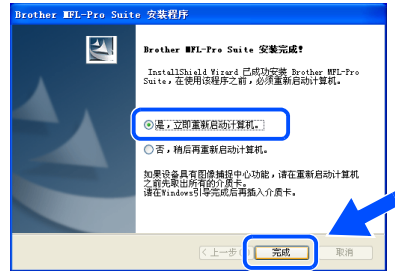 Brother MFL-Pro Suite 安装程序
Brother MFL-Pro Suite 安装完成!
InstallShield Wizard 已成功安装 Brother MFL-Pro
Suite，在使用该程序之前，必须重新启动计算机。
是，立即重新启动计算机。
否，稍后再重新启动计算机。
如果设备具有图像捕捉中心功能，请在重新启动计算机
之前先取出所有的介质卡。
请在Windows引导完成后再插入介质卡。
<上一步
完成
取消